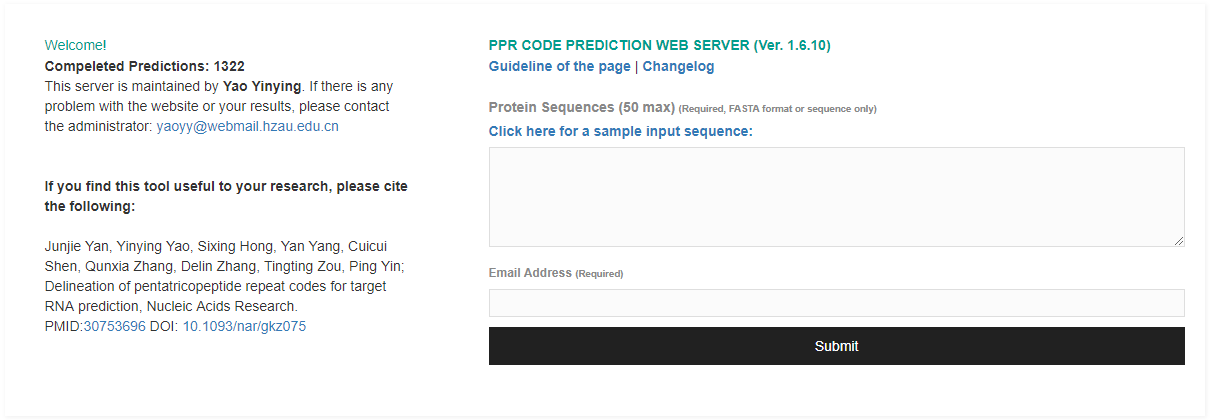 Welcome!
Compeleted Predictions: 1322
This server is maintained by Yao Yinying. If there is any
problem with the website or your results, please contact
the administrator: yaoyy@webmail.hzau.edu.cn
If you find this tool useful to your research, please cite
the following:
Junjie Yan, Yinying Yao, Sixing Hong, Yan Yang, Cuicui
Shen, Qunxia Zhang, Delin Zhang, Tingting Zou, Ping Yin;
Delineation of pentatricopeptide repeat codes for target
RNA prediction, Nucleic Acids Research.
PMID:30753696 DOI: 10.1093/nar/gkz075
PPR CODE PREDICTION WEB SERVER (Ver. 1.6.10)
Guideline of the page | Changelog
Protein Sequences (50 max) (Required, FASTA format or sequence only)
Click here for a sample input sequence:
Email Address (Required)
Submit